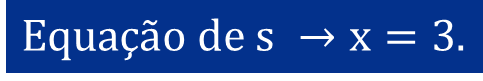 Equação de s → x = 3.